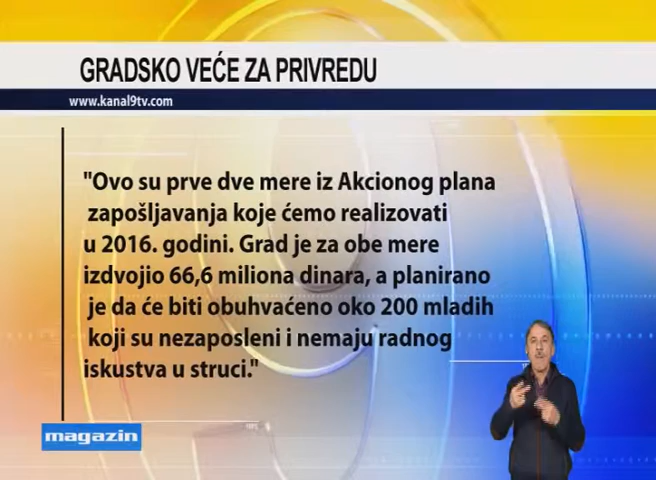 GRADSKO VEĆE ZA PRIVREDU
www.kanal9tv.com
"Ovo su prve dve mere iz Akcionog plana
zapošljavanja koje ćemo realizovati
u 2016. godini. Grad je za obe mere
izdvojio 66,6 miliona dinara, a planirano
je da će biti obuhvaćeno oko 200 mladih
koji su nezaposleni i nemaju radnog
iskustva u struci."
magazin